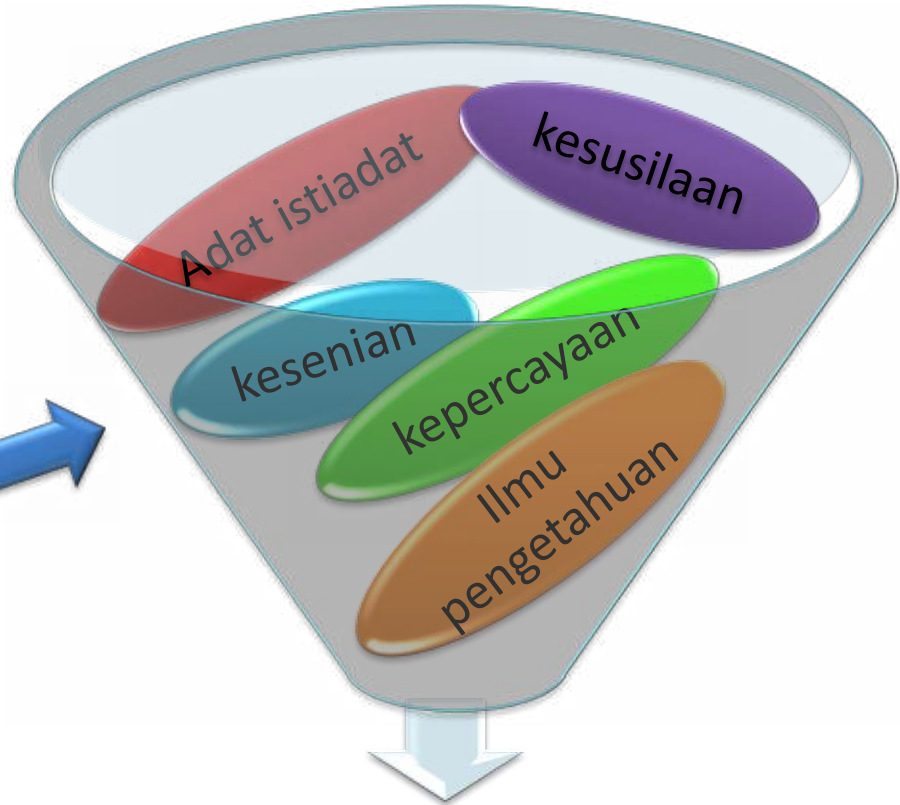 Adat istiadat
kesusilaan
kesenian
kepercayaan
Ilmu
pengetahuan